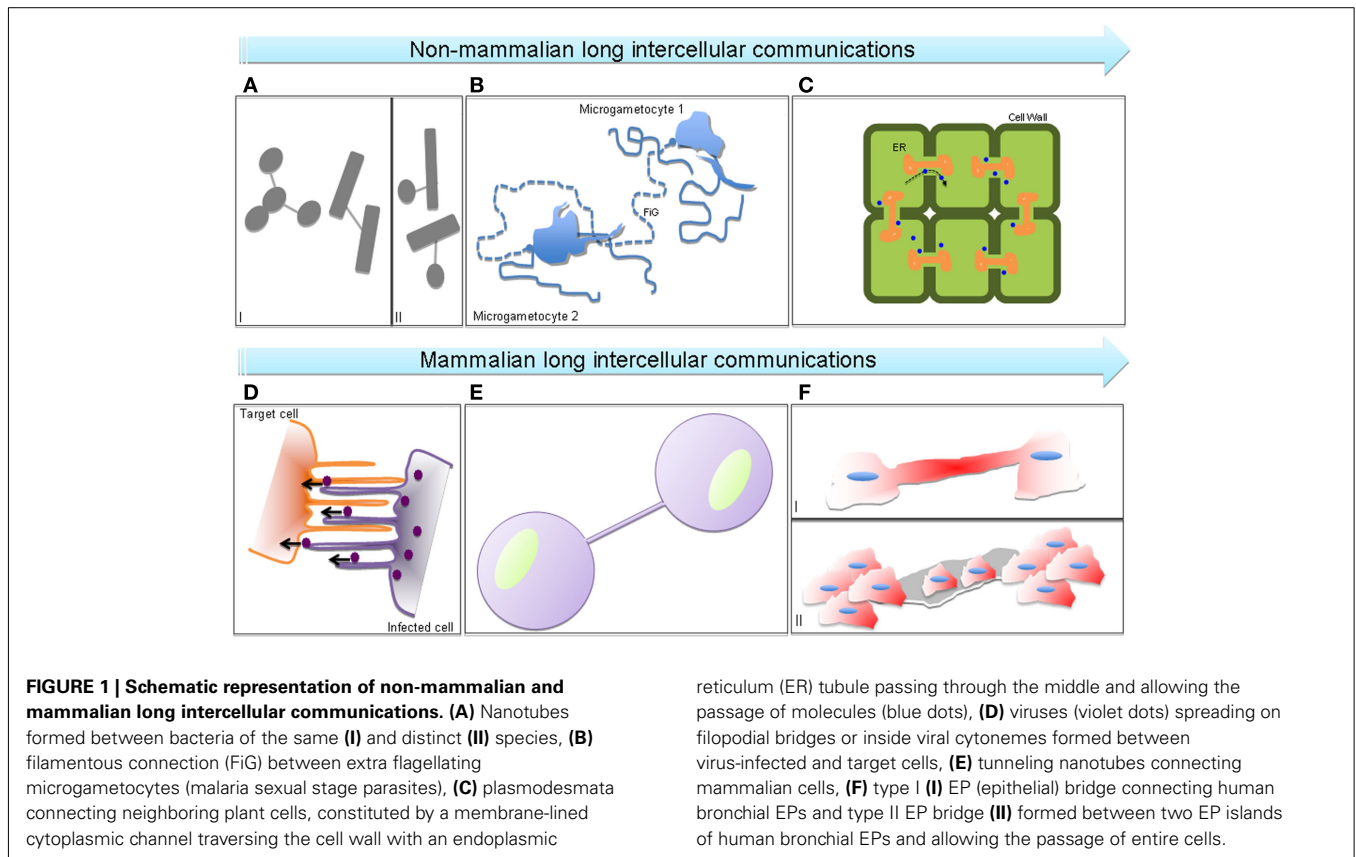 Non-mammalian long intercellular communications
A
B
C
Microgametocyte 1
Cell Wall
ER
FiG
I
II
Microgametocyte 2
Mammalian long intercellular communications
D
E
F
Target cell
I
II
Infected cell
FIGURE 1 | Schematic representation of non-mammalian and
mammalian long intercellular communications. (A) Nanotubes
formed between bacteria of the same (I) and distinct (II) species, (B)
filamentous connection (FiG) between extra flagellating
microgametocytes (malaria sexual stage parasites), (C) plasmodesmata
connecting neighboring plant cells, constituted by a membrane-lined
cytoplasmic channel traversing the cell wall with an endoplasmic
reticulum (ER) tubule passing through the middle and allowing the
passage of molecules (blue dots), (D) viruses (violet dots) spreading on
filopodial bridges or inside viral cytonemes formed between
virus-infected and target cells, (E) tunneling nanotubes connecting
mammalian cells, (F) type I (I) EP (epithelial) bridge connecting human
bronchial EPs and type II EP bridge (II) formed between two EP islands
of human bronchial EPs and allowing the passage of entire cells.